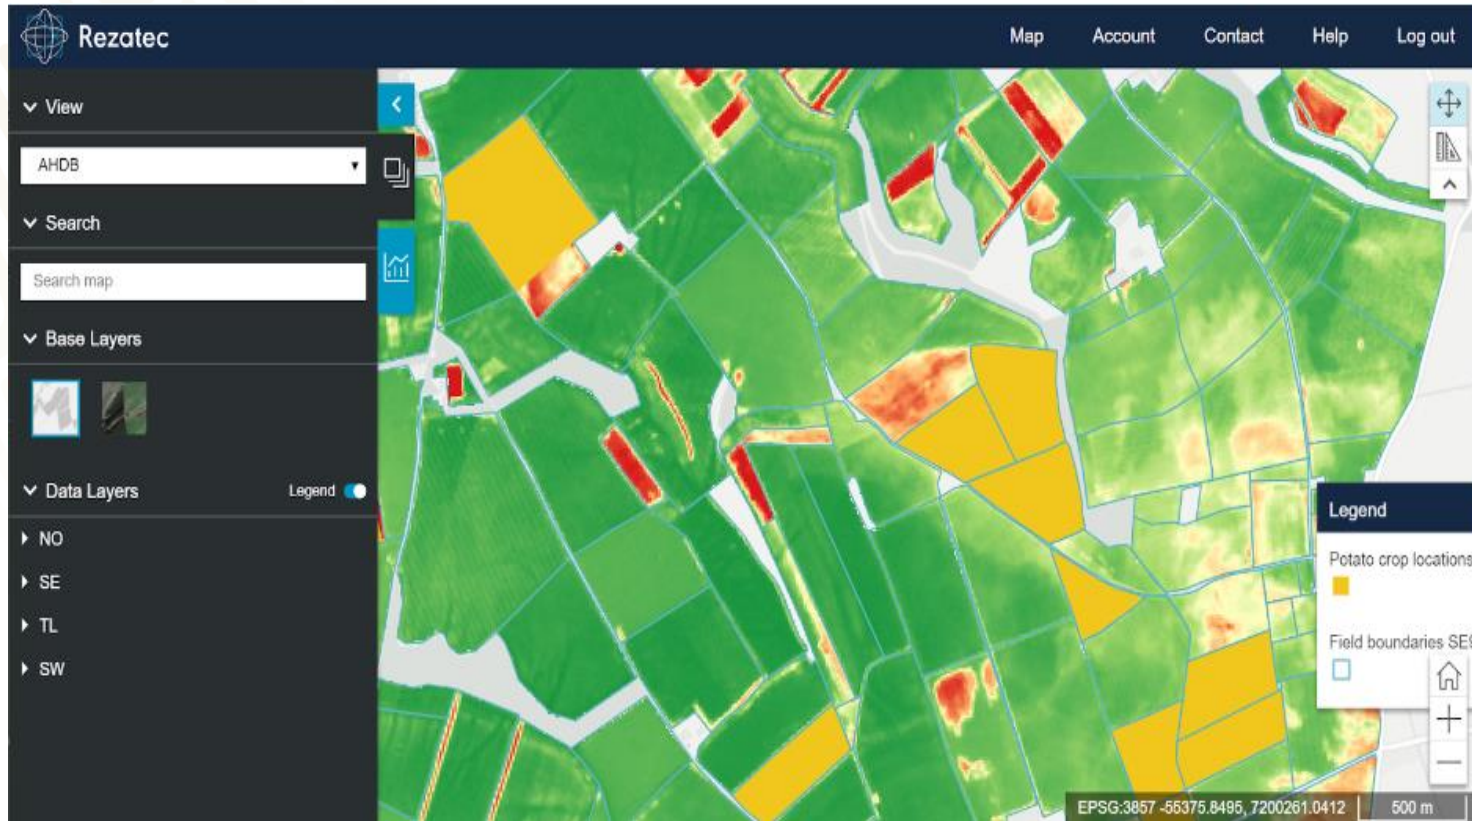 Rezatec
Map Account Contact Help Log out
View
AHDB
Search
Search map
Base Layers
Data Layers Legend
NO
SE
TL
SW
Legend
Potato crop locations
Field boundaries SE
EPSG:3857 -55375.8495, 7200261.0412 500 m